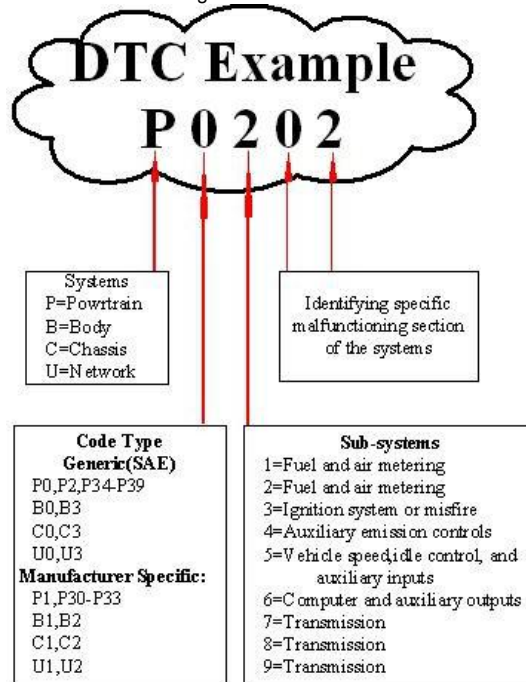 DTC Example
P 0 2 0 2
Systems
P=Powrtrain
B=Body
C=Chassis
U=Network
Identifying specific
malfunctioning section
of the systems
Code Type
Generic(SAE)
P0,P2,P34-P39
B0,B3
C0,C3
U0,U3
Manufacturer Specific:
P1,P30-P33
B1,B2
C1,C2
U1,U2
Sub-systems
1=Fuel and air metering
2=Fuel and air metering
3=Ignition system or misfire
4=Auxiliary emission controls
5=Vehicle speed,idle control, and
auxiliary inputs
6=Computer and auxiliary outputs
7=Transmission
8=Transmission
9=Transmission